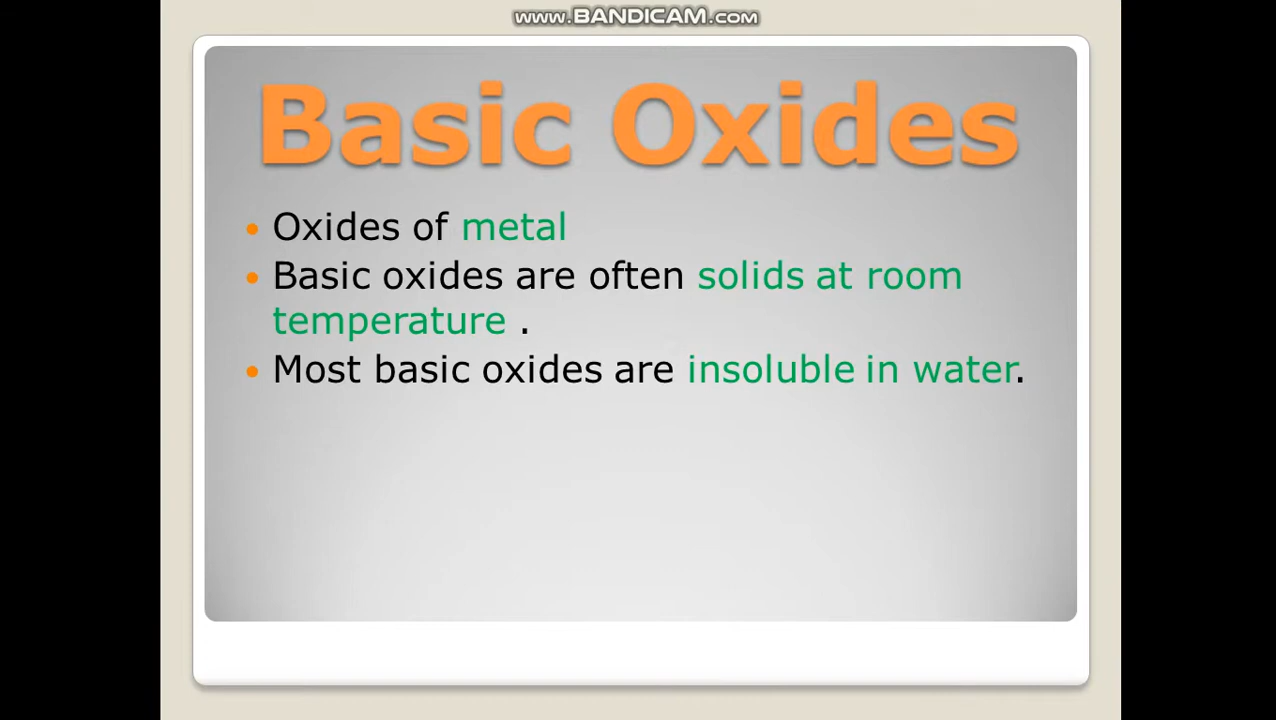 www.BANDICAM.com
Basic Oxides
• Oxides of metal
• Basic oxides are often solids at room
temperature .
• Most basic oxides are insoluble in water.